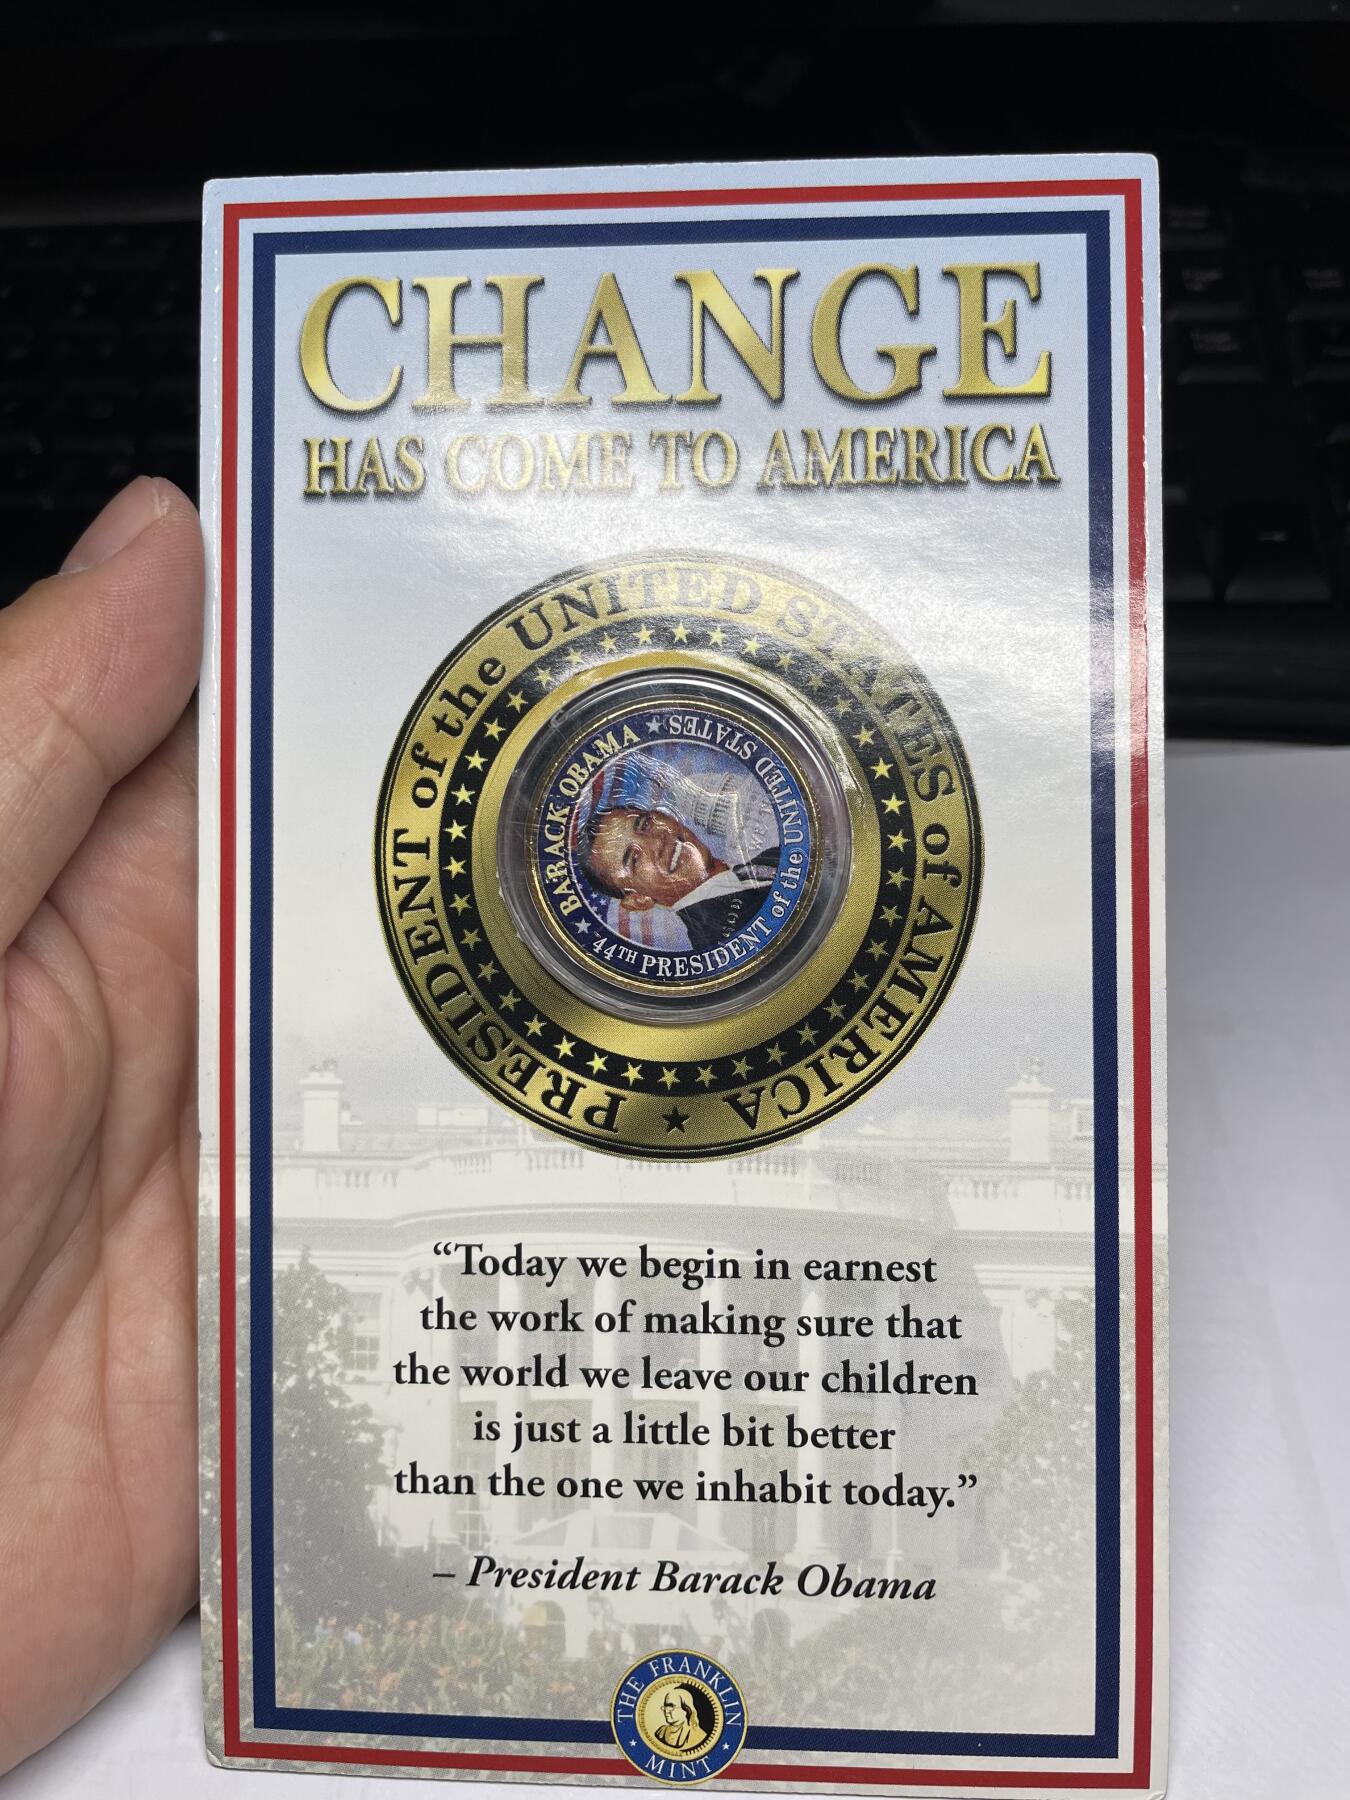 CHANGE
HAS COME TO AMERICA
PRESIDENT of the UNITED STATES of AMERICA
BARACK OBAMA
44TH PRESIDENT of the UNITED STATES
“Today we begin in earnest
the work of making sure that
the world we leave our children
is just a little bit better
than the one we inhabit today.”
– President Barack Obama
THE FRANKLIN
MINT